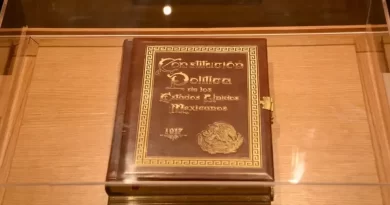 Constitución
Política
de los
Estados Unidos
Mexicanos
1917